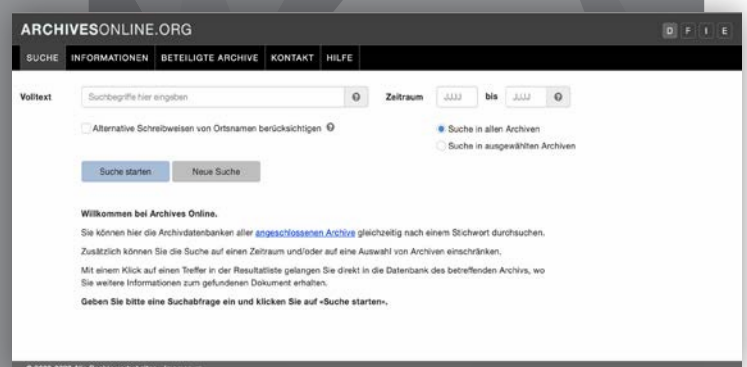 ARCHIVESONLINE.ORG
D F I E
SUCHE INFORMATIONEN BETEILIGTE ARCHIVE KONTAKT HILFE
Volltext Suchbegriffe hier eingeben Zeitraum JJJJ bis JJJJ
Alternative Schreibweisen von Ortsnamen berücksichtigen
Suche in allen Archiven
Suche in ausgewählten Archiven
Suche starten Neue Suche
Willkommen bei Archives Online.
Sie können hier die Archivdatenbanken aller angeschlossenen Archive gleichzeitig nach einem Stichwort durchsuchen.
Zusätzlich können Sie die Suche auf einen Zeitraum und/oder auf eine Auswahl von Archiven einschränken.
Mit einem Klick auf einen Treffer in der Resultatliste gelangen Sie direkt in die Datenbank des betreffenden Archivs, wo
Sie weitere Informationen zum gefundenen Dokument erhalten.
Geben Sie bitte eine Suchabfrage ein und klicken Sie auf «Suche starten».